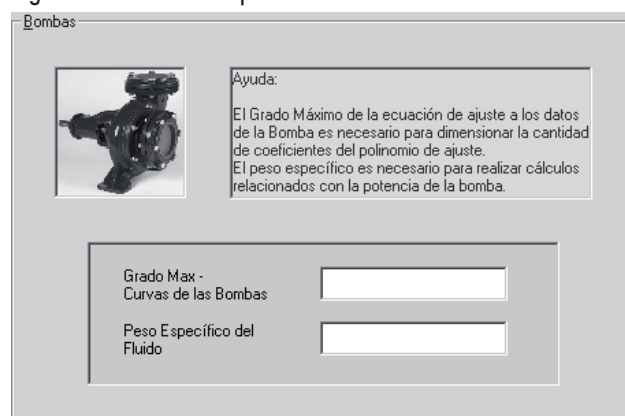 Bombas
Ayuda:
El Grado Máximo de la ecuación de ajuste a los datos
de la Bomba es necesario para dimensionar la cantidad
de coeficientes del polinomio de ajuste.
El peso específico es necesario para realizar cálculos
relacionados con la potencia de la bomba.
Grado Max -
Curvas de las Bombas
Peso Específico del
Fluido